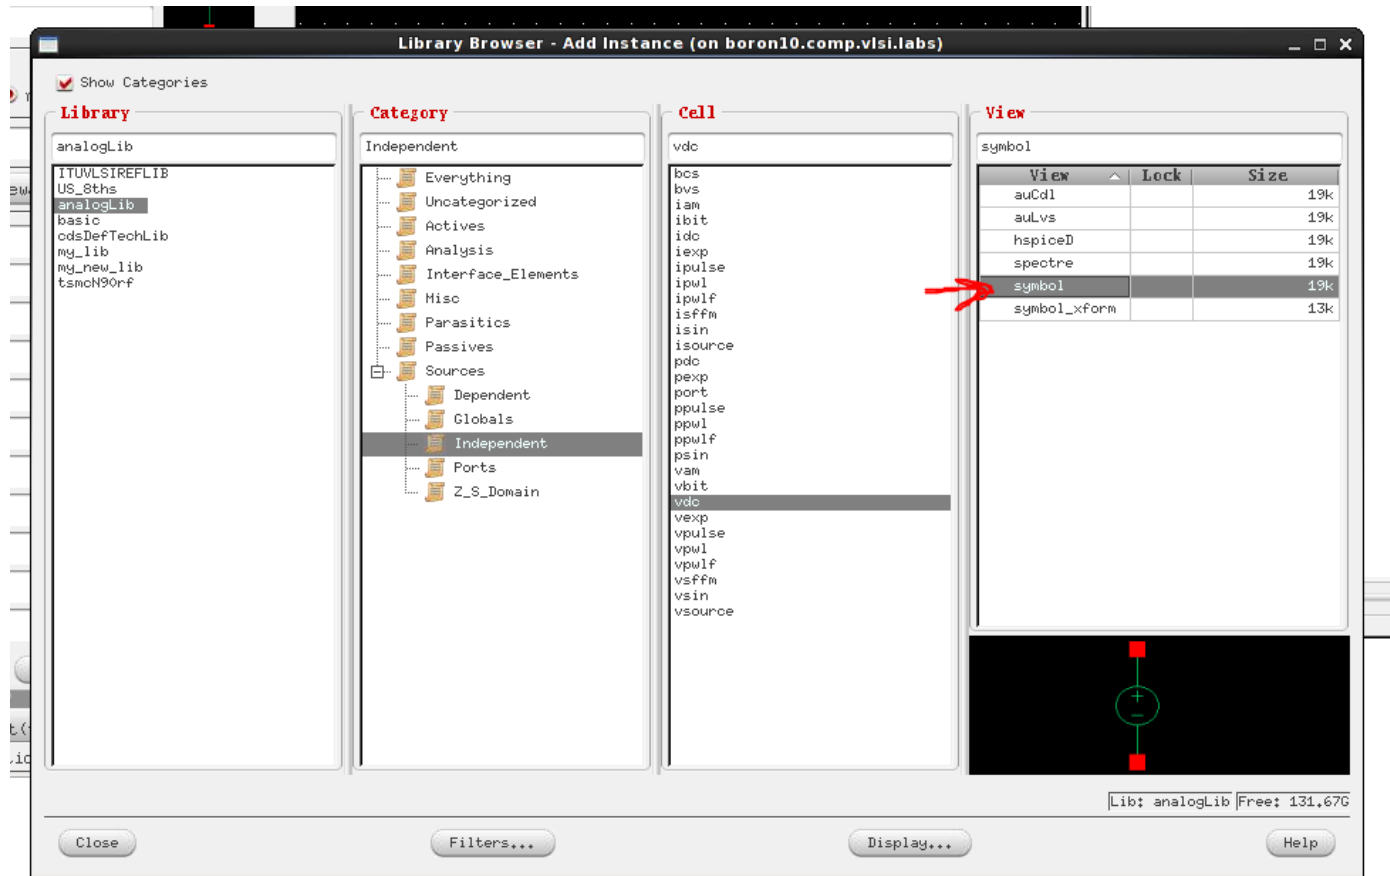 Library Browser - Add Instance (on boron10.comp.vlsi.labs)
Show Categories
Library
analogLib
ITUVLSIREFLIB
US_8ths
analogLib
basic
cdsDefTechLib
my_lib
my_new_lib
tsmcN90rf
Category
Independent
Everything
Uncategorized
Actives
Analysis
Interface_Elements
Misc
Parasitics
Passives
Sources
Dependent
Globals
Independent
Ports
Z_S_Domain
Cell
vdc
bcs
bvs
iam
ibit
idc
iexp
ipulse
ipwl
ipwlf
isffm
isin
isource
pdc
pexp
port
ppulse
ppwl
ppwlf
psin
vam
vbit
vdc
vexp
vpulse
vpwl
vpwlf
vsffm
vsin
vsource
View
symbol
View Lock Size
auCdl 19k
auLvs 19k
hspiceD 19k
spectre 19k
symbol 19k
symbol_xform 13k
Lib: analogLib Free: 131.67G
Close Filters... Display... Help